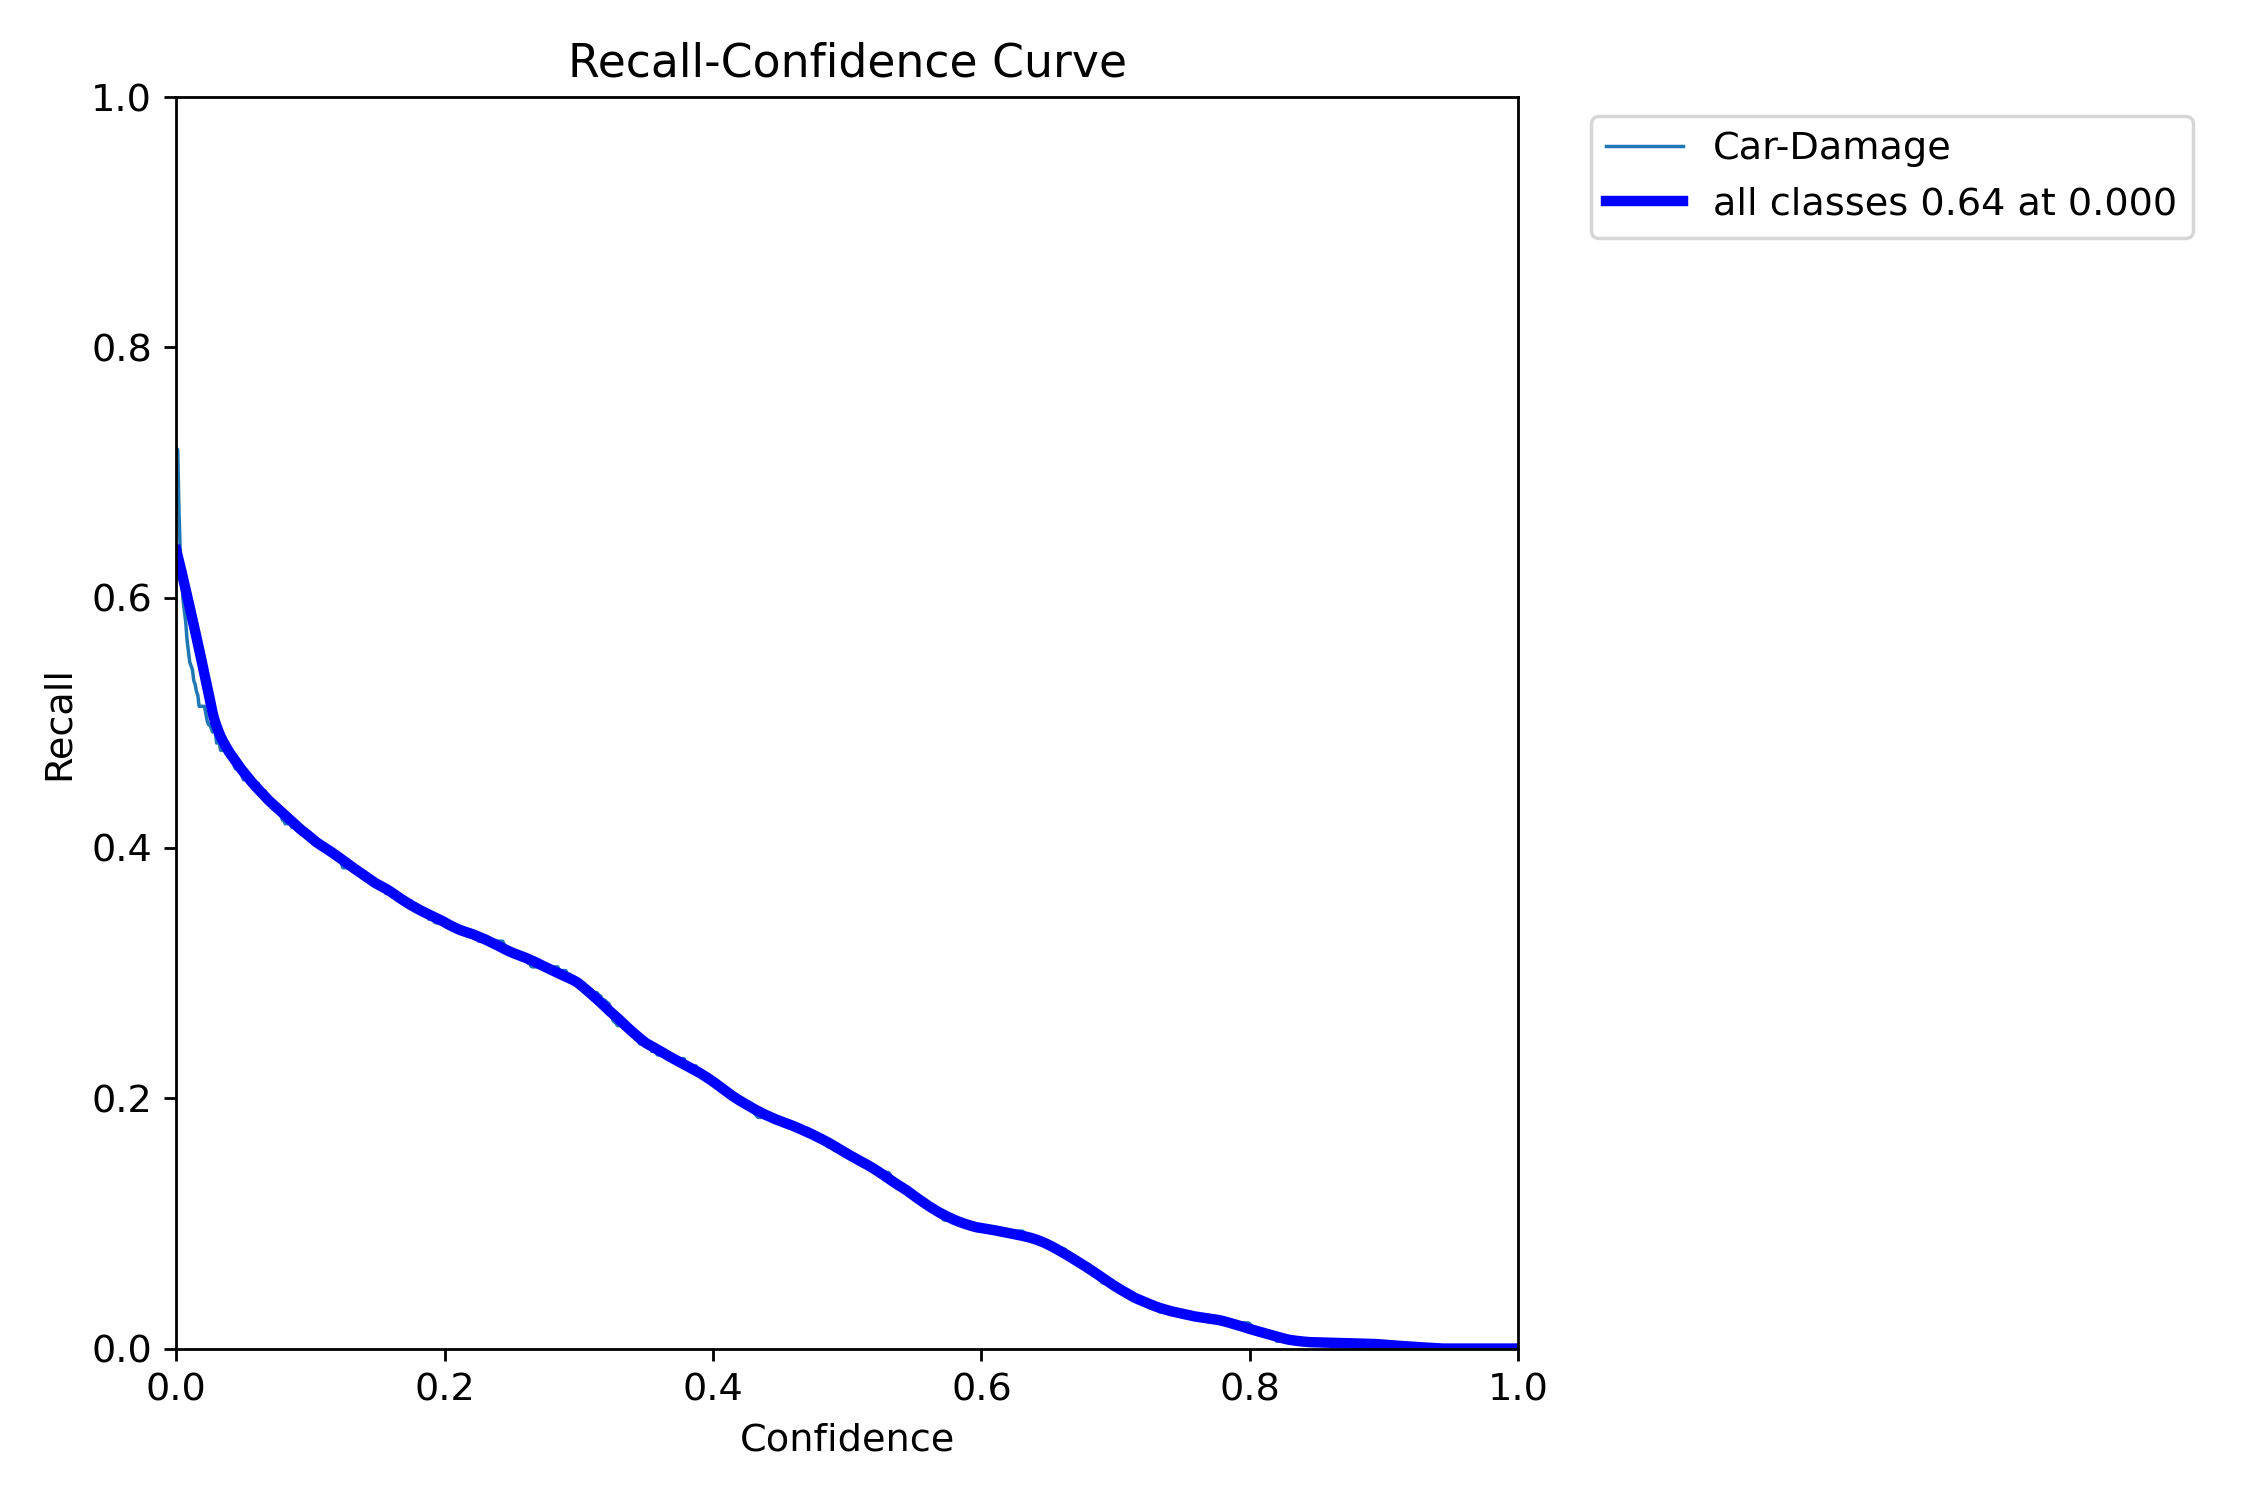 Recall-Confidence Curve
1.0
0.8
0.6
0.4
0.2
0.0
Recall
0.0 0.2 0.4 0.6 0.8 1.0
Confidence
Car-Damage
all classes 0.64 at 0.000